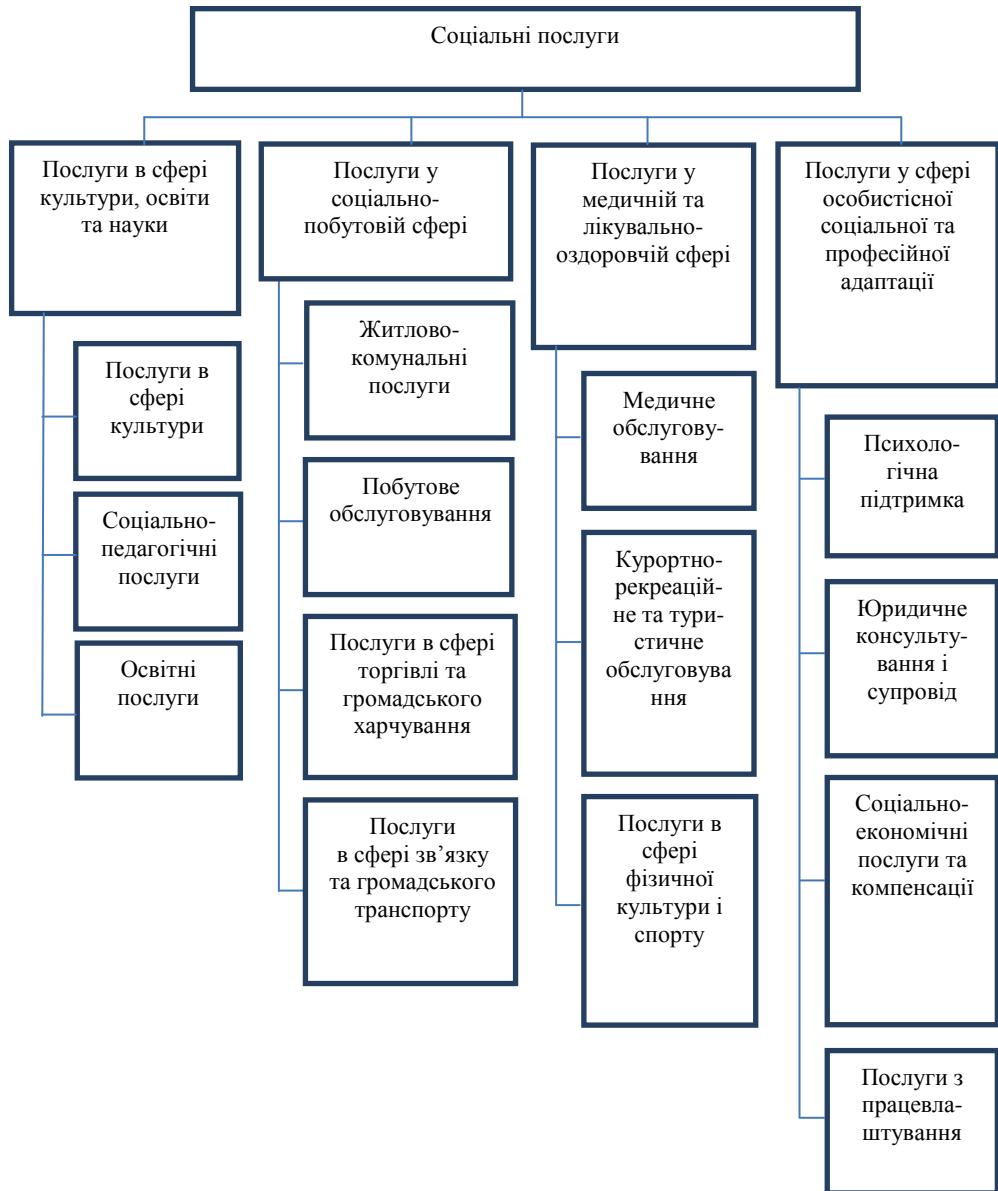 Соціальні послуги
Послуги в сфері
культури, освіти
та науки
Послуги в
сфері
культури
Соціально-
педагогічні
послуги
Освітні
послуги
Послуги у
соціально-
побутовій сфері
Житлово-
комунальні
послуги
Побутове
обслуговування
Послуги в сфері
торгівлі та
громадського
харчування
Послуги
в сфері зв’язку
та громадського
транспорту
Послуги у
медичній та
лікувально-
оздоровчій сфері
Медичне
обслугову-
вання
Курортно-
рекреацій-
не та тури-
стичне
обслуговува
ння
Послуги в
сфері
фізичної
культури і
спорту
Послуги у сфері
особистісної
соціальної та
професійної
адаптації
Психоло-
гічна
підтримка
Юридичне
консульту-
вання і
супровід
Соціально-
економічні
послуги та
компенсації
Послуги з
працевла-
штування